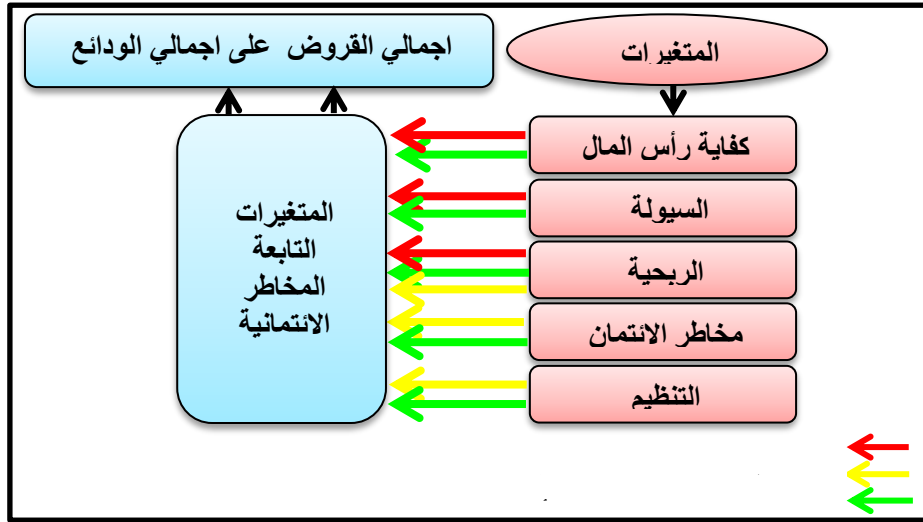 المتغيرات
اجمالي القروض على اجمالي الودائع
كفاية رأس المال
السيولة
الربحية
مخاطر الائتمان
التنظيم
المتغيرات
التابعة
المخاطر
الائتمانية